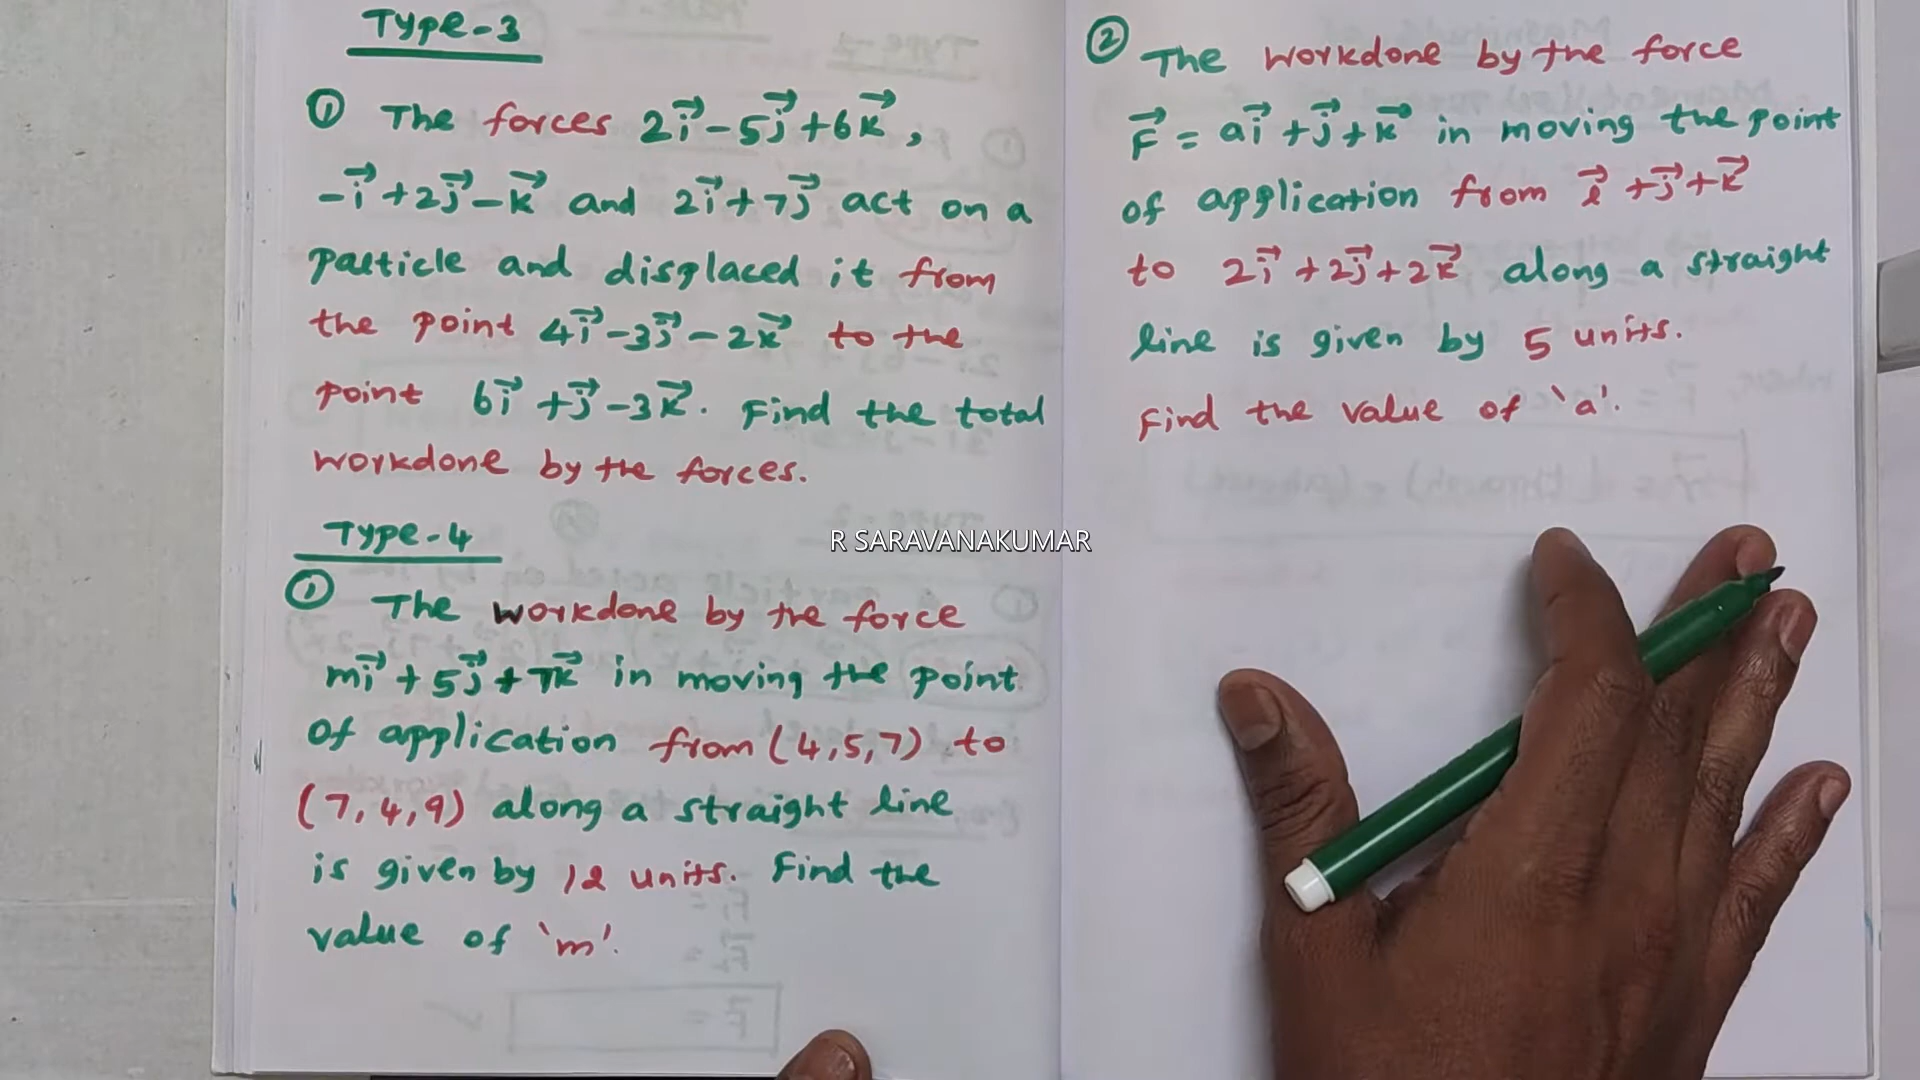 Type-3
① The forces 2i⃗-5j⃗+6k⃗,
-i⃗+2j⃗-k⃗ and 2i⃗+7j⃗ act on a
particle and displaced it from
the point 4i⃗-3j⃗-2k⃗ to the
point 6i⃗+j⃗-3k⃗. Find the total
workdone by the forces.
Type-4
① The workdone by the force
mi⃗+5j⃗+7k⃗ in moving the point
of application from (4,5,7) to
(7,4,9) along a straight line
is given by 12 units. Find the
value of 'm'.
② The workdone by the force
F⃗ = ai⃗+j⃗+k⃗ in moving the point
of application from i⃗+j⃗+k⃗
to 2i⃗+2j⃗+2k⃗ along a straight
line is given by 5 units.
Find the value of 'a'.
R SARAVANAKUMAR